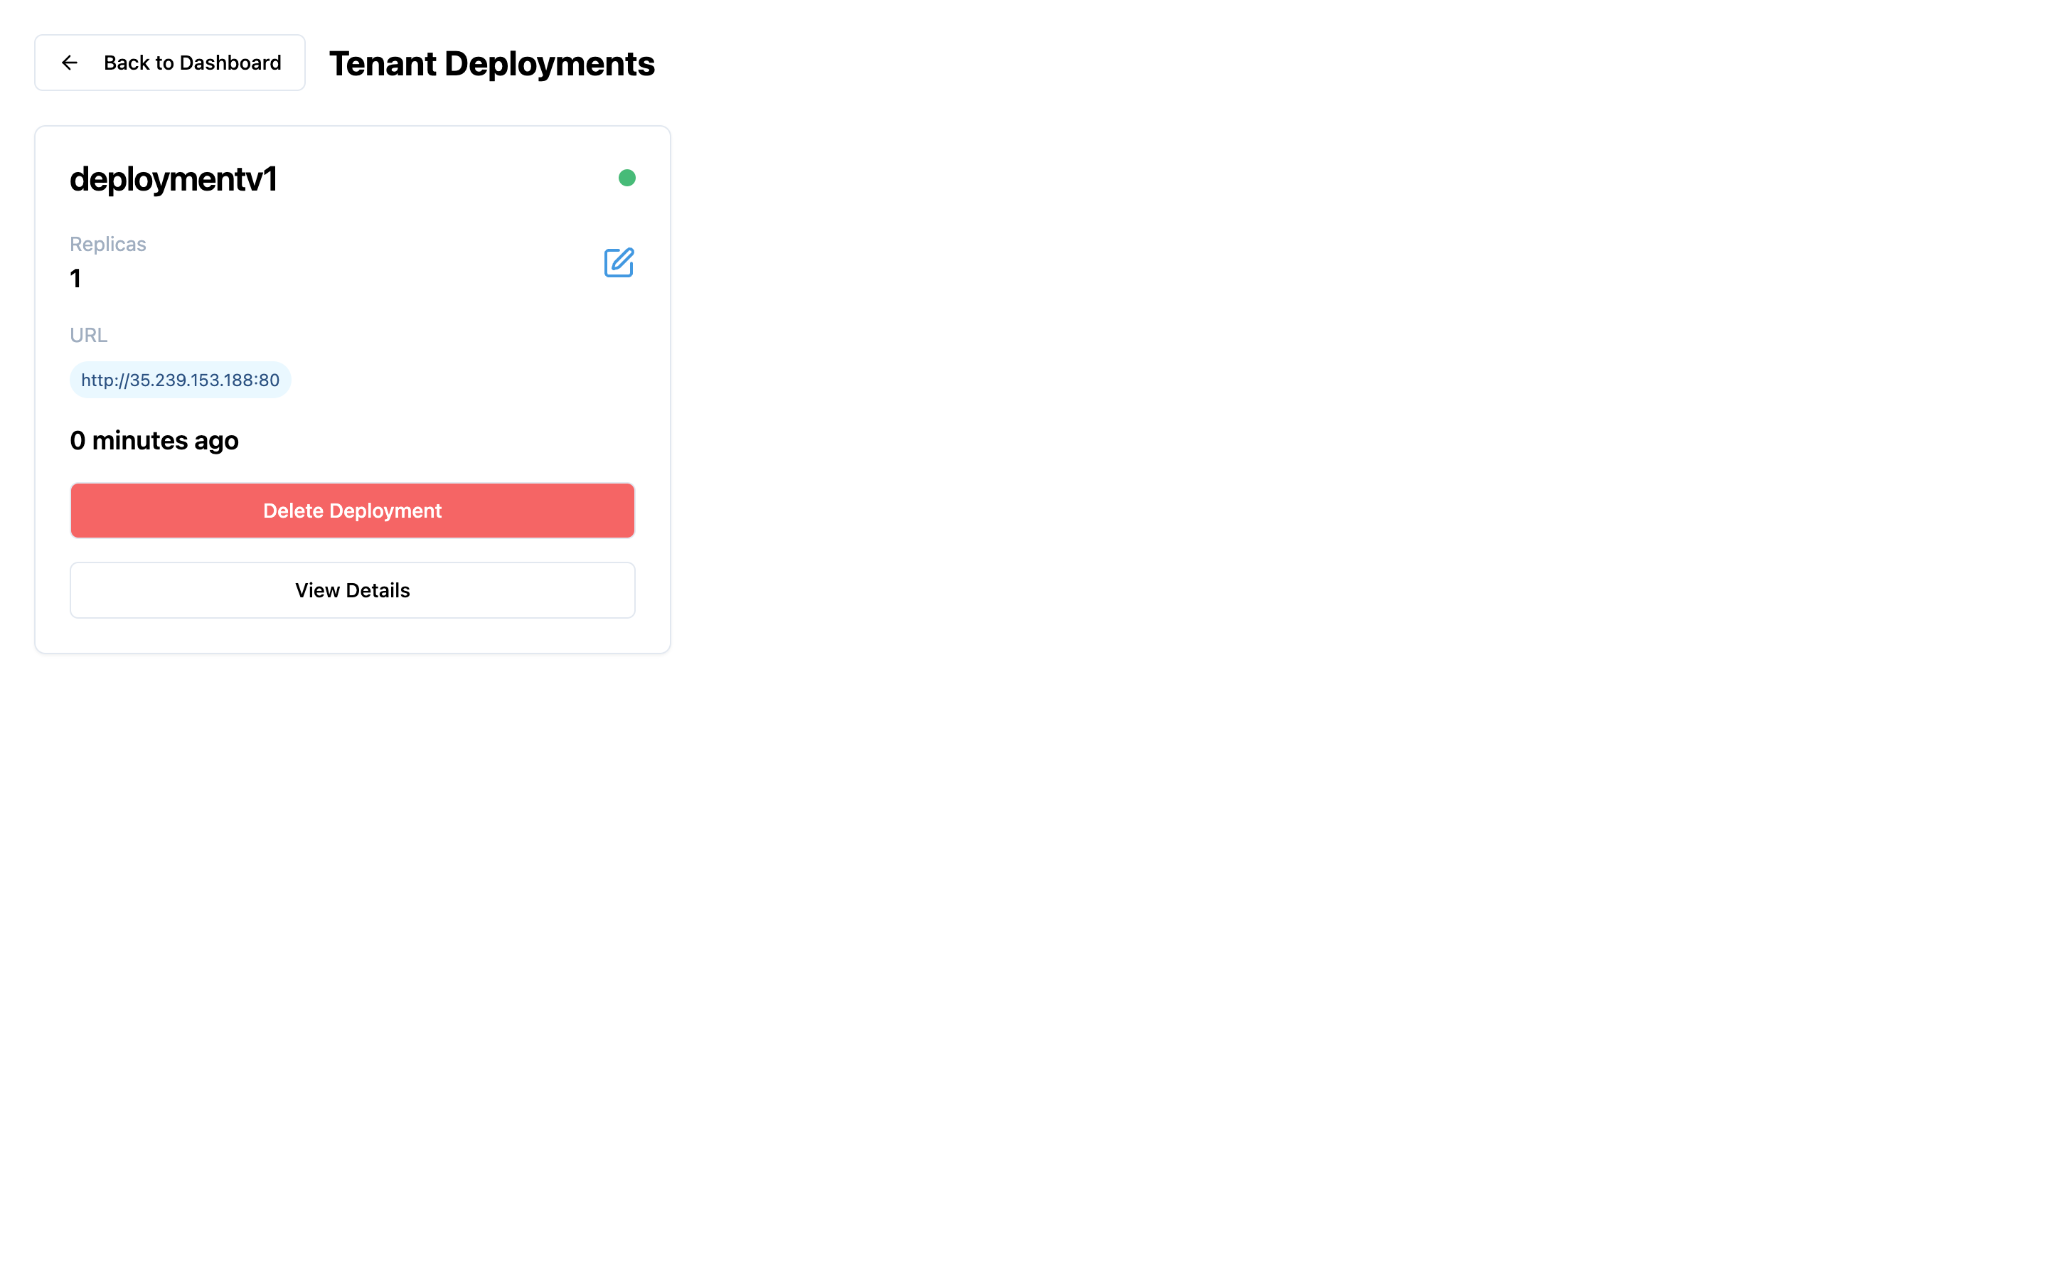 Back to Dashboard
Tenant Deployments
deploymentv1
Replicas
1
URL
http://35.239.153.188:80
0 minutes ago
Delete Deployment
View Details